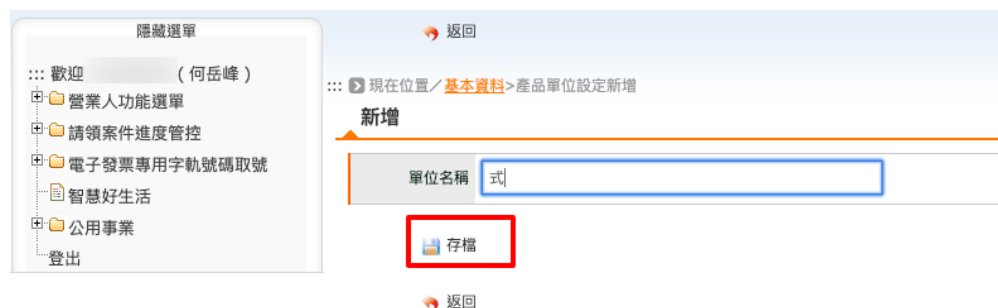 隱藏選單
::: 歡迎 （何岳峰）
營業人功能選單
請領案件進度管控
電子發票專用字軌號碼取號
智慧好生活
公用事業
登出
返回
::: 現在位置／基本資料>產品單位設定新增
新增
單位名稱 式
存檔
返回